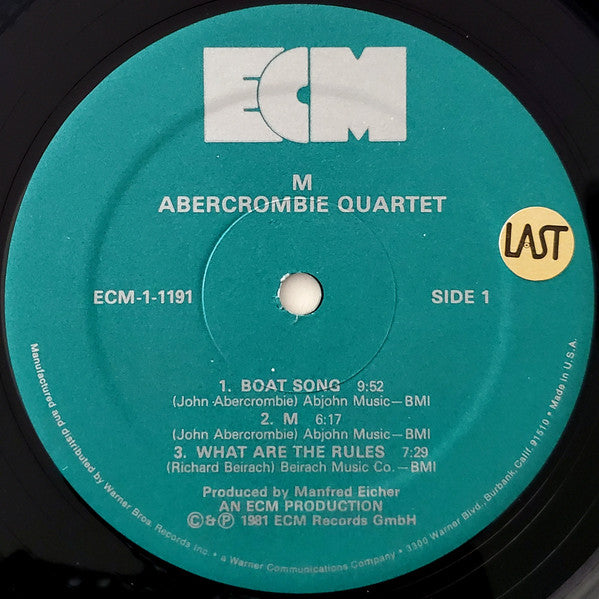 ECM
M
ABERCROMBIE QUARTET
LAST
ECM-1-1191
SIDE 1
1. BOAT SONG 9:52
(John Abercrombie) Abjohn Music—BMI
2. M 6:17
(John Abercrombie) Abjohn Music—BMI
3. WHAT ARE THE RULES 7:29
(Richard Beirach) Beirach Music Co.—BMI
Produced by Manfred Eicher
AN ECM PRODUCTION
©&℗ 1981 ECM Records GmbH
Manufactured and distributed by Warner Bros. Records Inc. • a Warner Communications Company • 3300 Warner Blvd., Burbank, Calif. 91510 • Made in U.S.A.